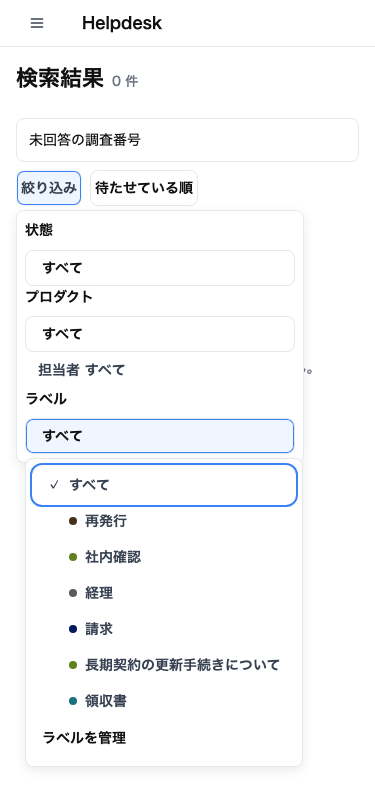 Helpdesk
検索結果 0 件
未回答の調査番号
絞り込み 待たせている順
状態
すべて
プロダクト
すべて
担当者 すべて
ラベル
すべて
✓ すべて
再発行
社内確認
経理
請求
長期契約の更新手続きについて
領収書
ラベルを管理